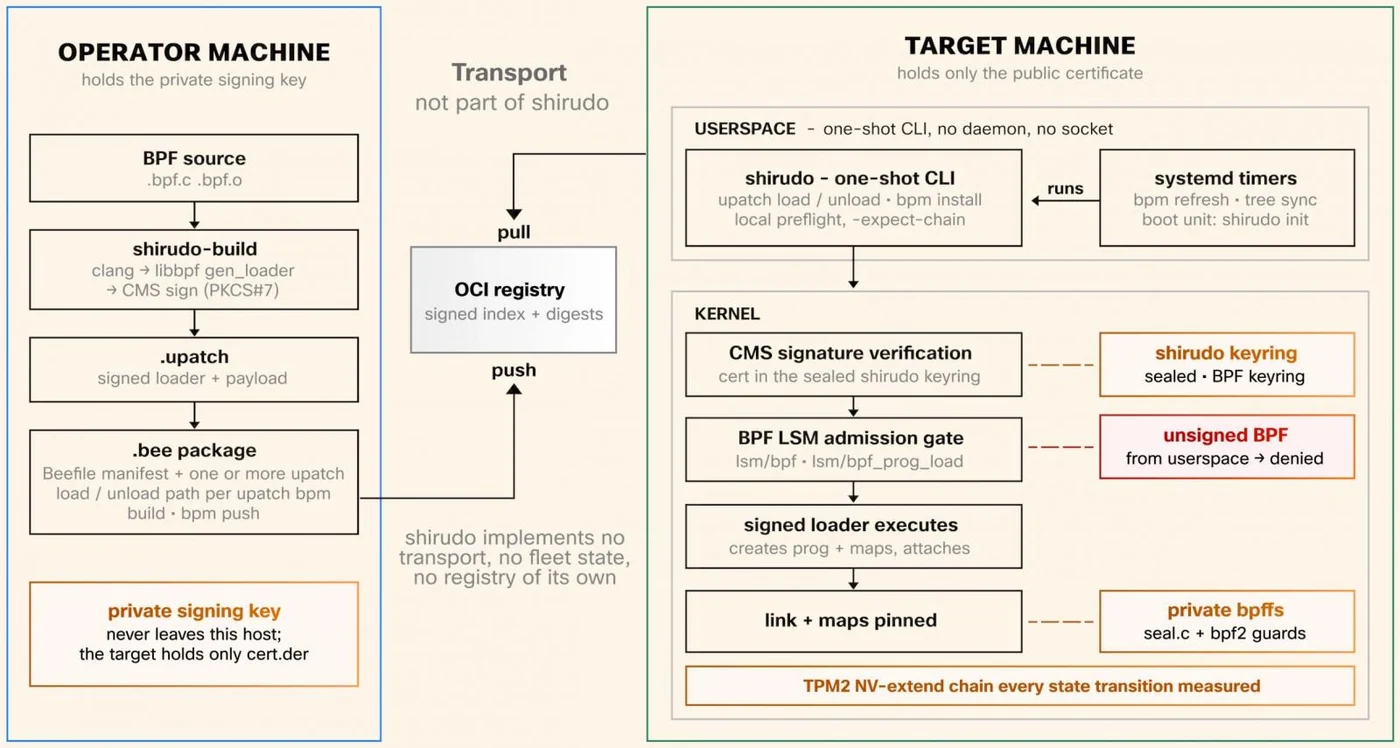 OPERATOR MACHINE
holds the private signing key
BPF source
.bpf.c .bpf.o
shirudo-build
clang → libbpf gen_loader
→ CMS sign (PKCS#7)
.upatch
signed loader + payload
.bee package
Beefile manifest + one or more upatch
load / unload path per upatch bpm
build · bpm push
private signing key
never leaves this host;
the target holds only cert.der
Transport
not part of shirudo
pull
OCI registry
signed index + digests
push
shirudo implements no
transport, no fleet state,
no registry of its own
TARGET MACHINE
holds only the public certificate
USERSPACE - one-shot CLI, no daemon, no socket
shirudo - one-shot CLI
upatch load / unload · bpm install
local preflight, -expect-chain
runs
systemd timers
bpm refresh · tree sync
boot unit: shirudo init
KERNEL
CMS signature verification
cert in the sealed shirudo keyring
shirudo keyring
sealed · BPF keyring
BPF LSM admission gate
lsm/bpf · lsm/bpf_prog_load
unsigned BPF
from userspace → denied
signed loader executes
creates prog + maps, attaches
link + maps pinned
private bpffs
seal.c + bpf2 guards
TPM2 NV-extend chain every state transition measured